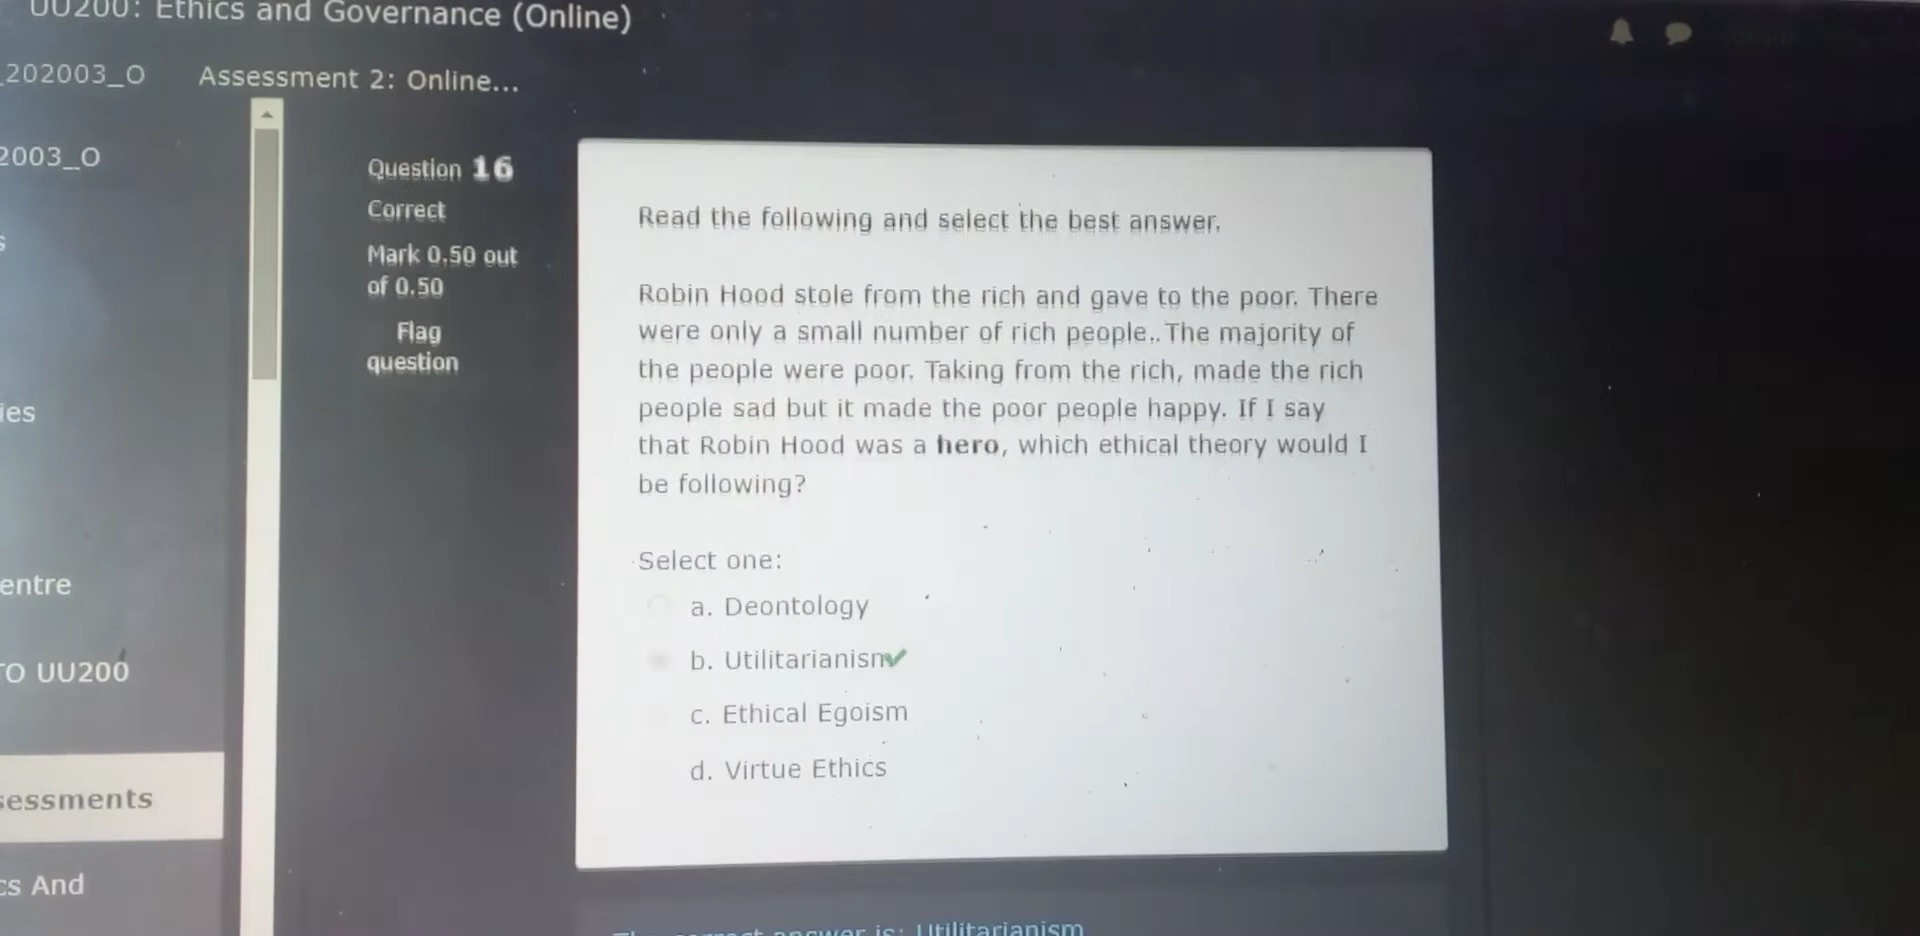 UU200: Ethics and Governance (Online)
_202003_O Assessment 2: Online...
2003_O
Question 16
Correct
Mark 0.50 out
of 0.50
Flag
question
Read the following and select the best answer.
Robin Hood stole from the rich and gave to the poor. There
were only a small number of rich people.. The majority of
the people were poor. Taking from the rich, made the rich
people sad but it made the poor people happy. If I say
that Robin Hood was a hero, which ethical theory would I
be following?
Select one:
a. Deontology
b. Utilitarianism
c. Ethical Egoism
d. Virtue Ethics
s
ies
entre
TO UU200
sessments
cs And
The correct answer is: Utilitarianism